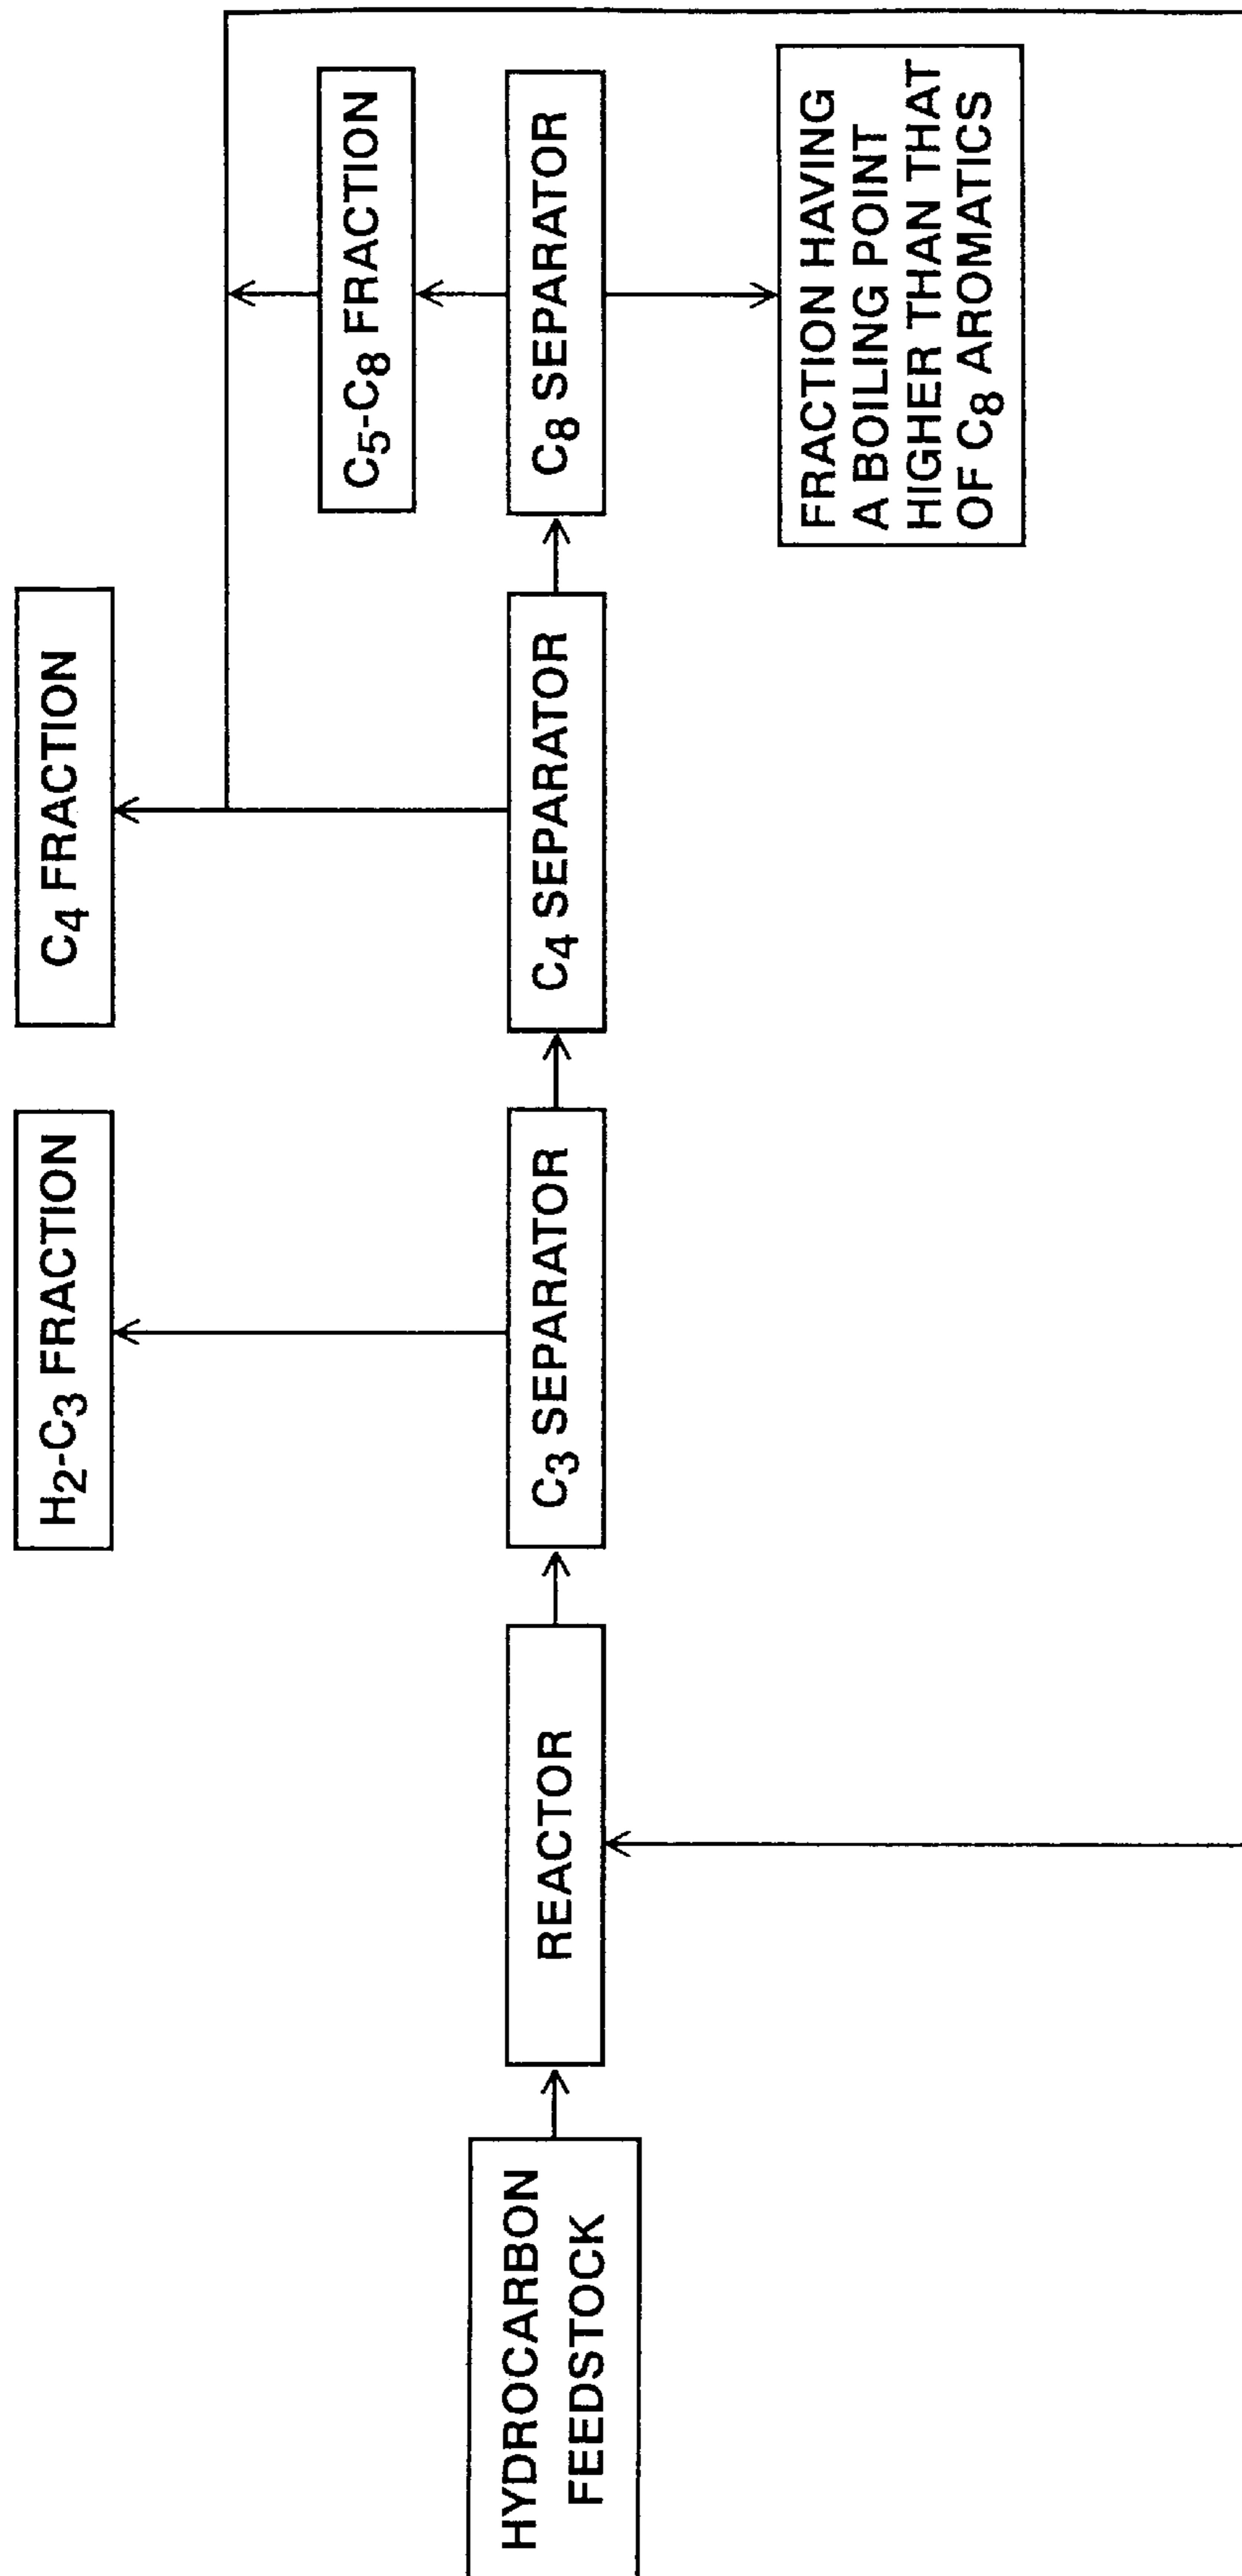 HYDROCARBON
FEEDSTOCK
REACTOR
H₂-C₃ FRACTION
C₃ SEPARATOR
C₄ FRACTION
C₄ SEPARATOR
C₅-C₈ FRACTION
C₈ SEPARATOR
FRACTION HAVING
A BOILING POINT
HIGHER THAN THAT
OF C₈ AROMATICS